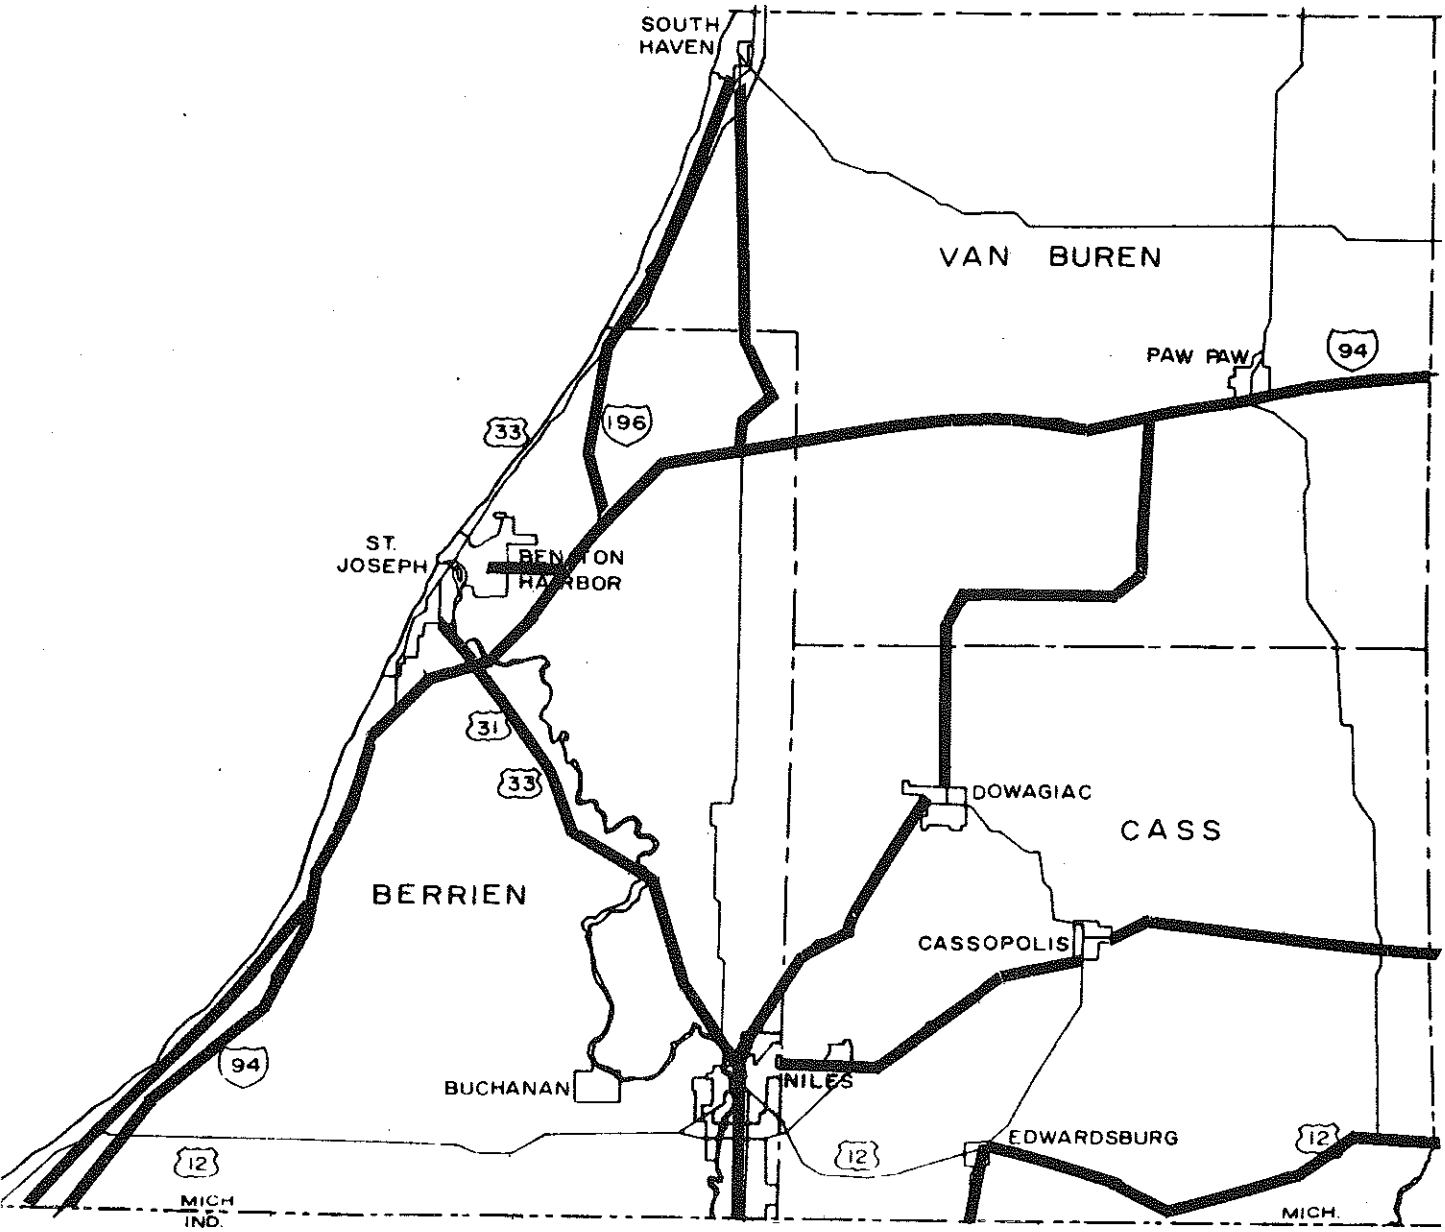 SOUTH
HAVEN
VAN BUREN
PAW PAW
94
33
196
ST.
JOSEPH
BENTON
HARBOR
31
33
DOWAGIAC
CASS
BERRIEN
CASSOPOLIS
94
BUCHANAN
NILES
EDWARDSBURG
12
12
12
MICH
IND.
MICH.